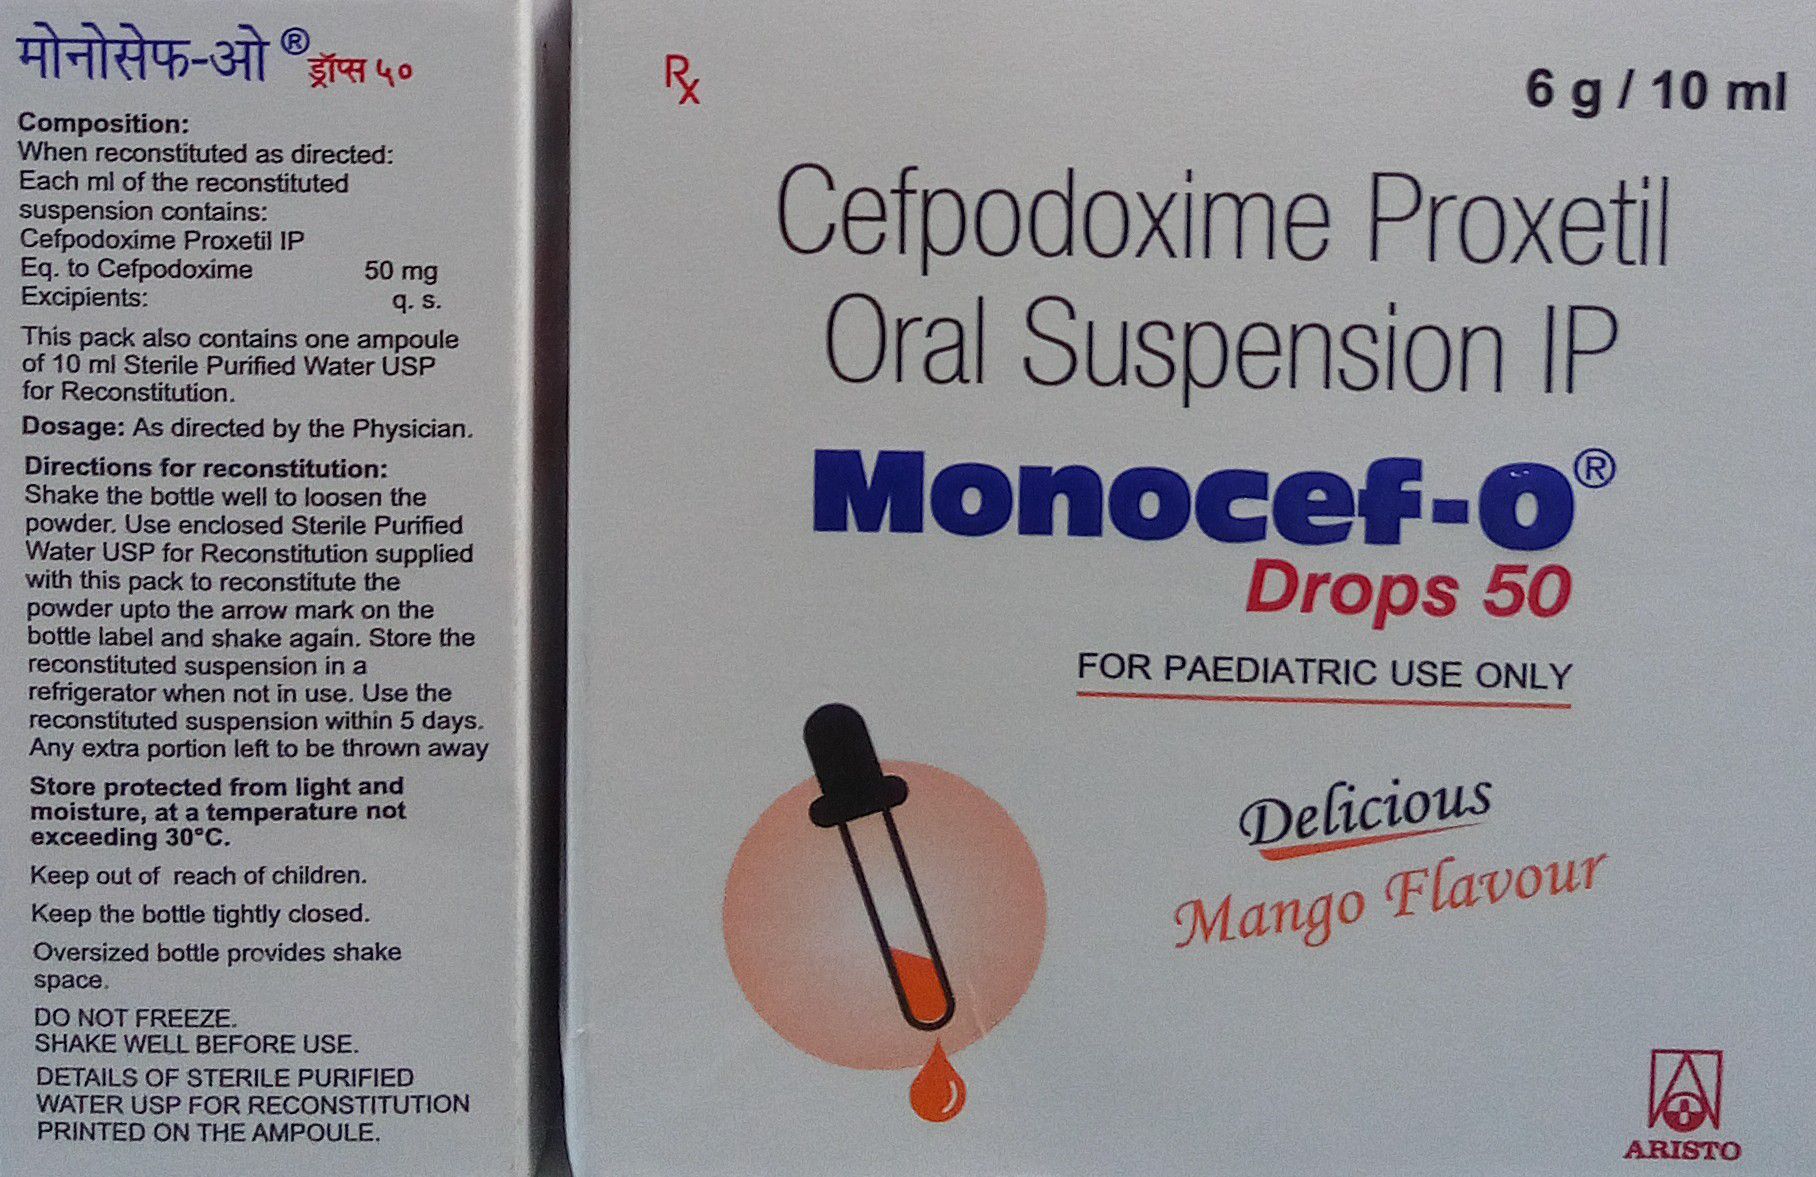 मोनोसेफ-ओ ®
ड्रॉप्स ५०
Composition:
When reconstituted as directed:
Each ml of the reconstituted
suspension contains:
Cefpodoxime Proxetil IP
Eq. to Cefpodoxime 50 mg
Excipients: q. s.
This pack also contains one ampoule
of 10 ml Sterile Purified Water USP
for Reconstitution.
Dosage: As directed by the Physician.
Directions for reconstitution:
Shake the bottle well to loosen the
powder. Use enclosed Sterile Purified
Water USP for Reconstitution supplied
with this pack to reconstitute the
powder upto the arrow mark on the
bottle label and shake again. Store the
reconstituted suspension in a
refrigerator when not in use. Use the
reconstituted suspension within 5 days.
Any extra portion left to be thrown away
Store protected from light and
moisture, at a temperature not
exceeding 30°C.
Keep out of reach of children.
Keep the bottle tightly closed.
Oversized bottle provides shake
space.
DO NOT FREEZE.
SHAKE WELL BEFORE USE.
DETAILS OF STERILE PURIFIED
WATER USP FOR RECONSTITUTION
PRINTED ON THE AMPOULE.
Rx
6 g / 10 ml
Cefpodoxime Proxetil
Oral Suspension IP
Monocef-O®
Drops 50
FOR PAEDIATRIC USE ONLY
Delicious
Mango Flavour
ARISTO